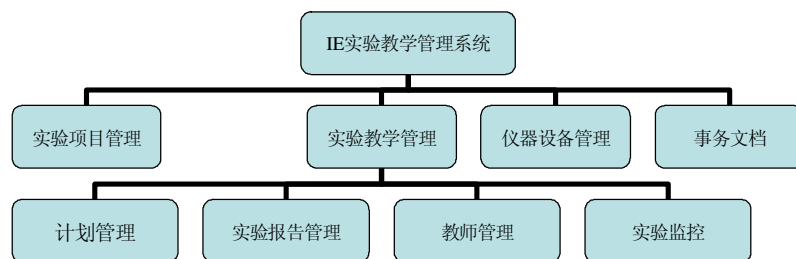 IE实验教学管理系统
实验项目管理
实验教学管理
仪器设备管理
事务文档
计划管理
实验报告管理
教师管理
实验监控